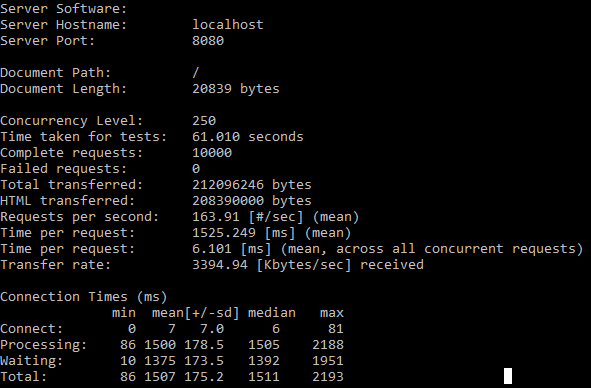 Server Software:
Server Hostname: localhost
Server Port: 8080
Document Path: /
Document Length: 20839 bytes
Concurrency Level: 250
Time taken for tests: 61.010 seconds
Complete requests: 10000
Failed requests: 0
Total transferred: 212096246 bytes
HTML transferred: 208390000 bytes
Requests per second: 163.91 [#/sec] (mean)
Time per request: 1525.249 [ms] (mean)
Time per request: 6.101 [ms] (mean, across all concurrent requests)
Transfer rate: 3394.94 [Kbytes/sec] received
Connection Times (ms)
min mean[+/-sd] median max
Connect: 0 7 7.0 6 81
Processing: 86 1500 178.5 1505 2188
Waiting: 10 1375 173.5 1392 1951
Total: 86 1507 175.2 1511 2193